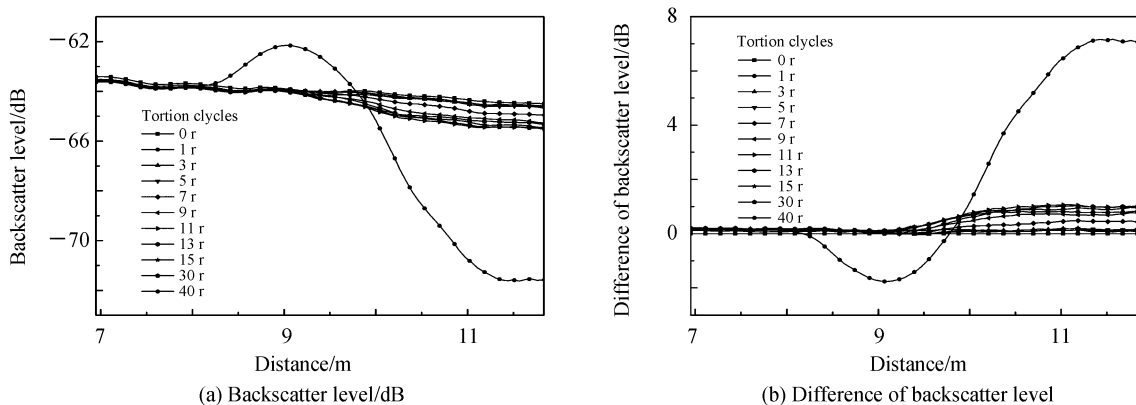 −62
−66
−70
Backscatter level/dB
Tortion clycles
0 r
1 r
3 r
5 r
7 r
9 r
11 r
13 r
15 r
30 r
40 r
7
9
11
Distance/m
(a) Backscatter level/dB
8
4
0
Difference of backscatter level/dB
Tortion clycles
0 r
1 r
3 r
5 r
7 r
9 r
11 r
13 r
15 r
30 r
40 r
7
9
11
Distance/m
(b) Difference of backscatter level